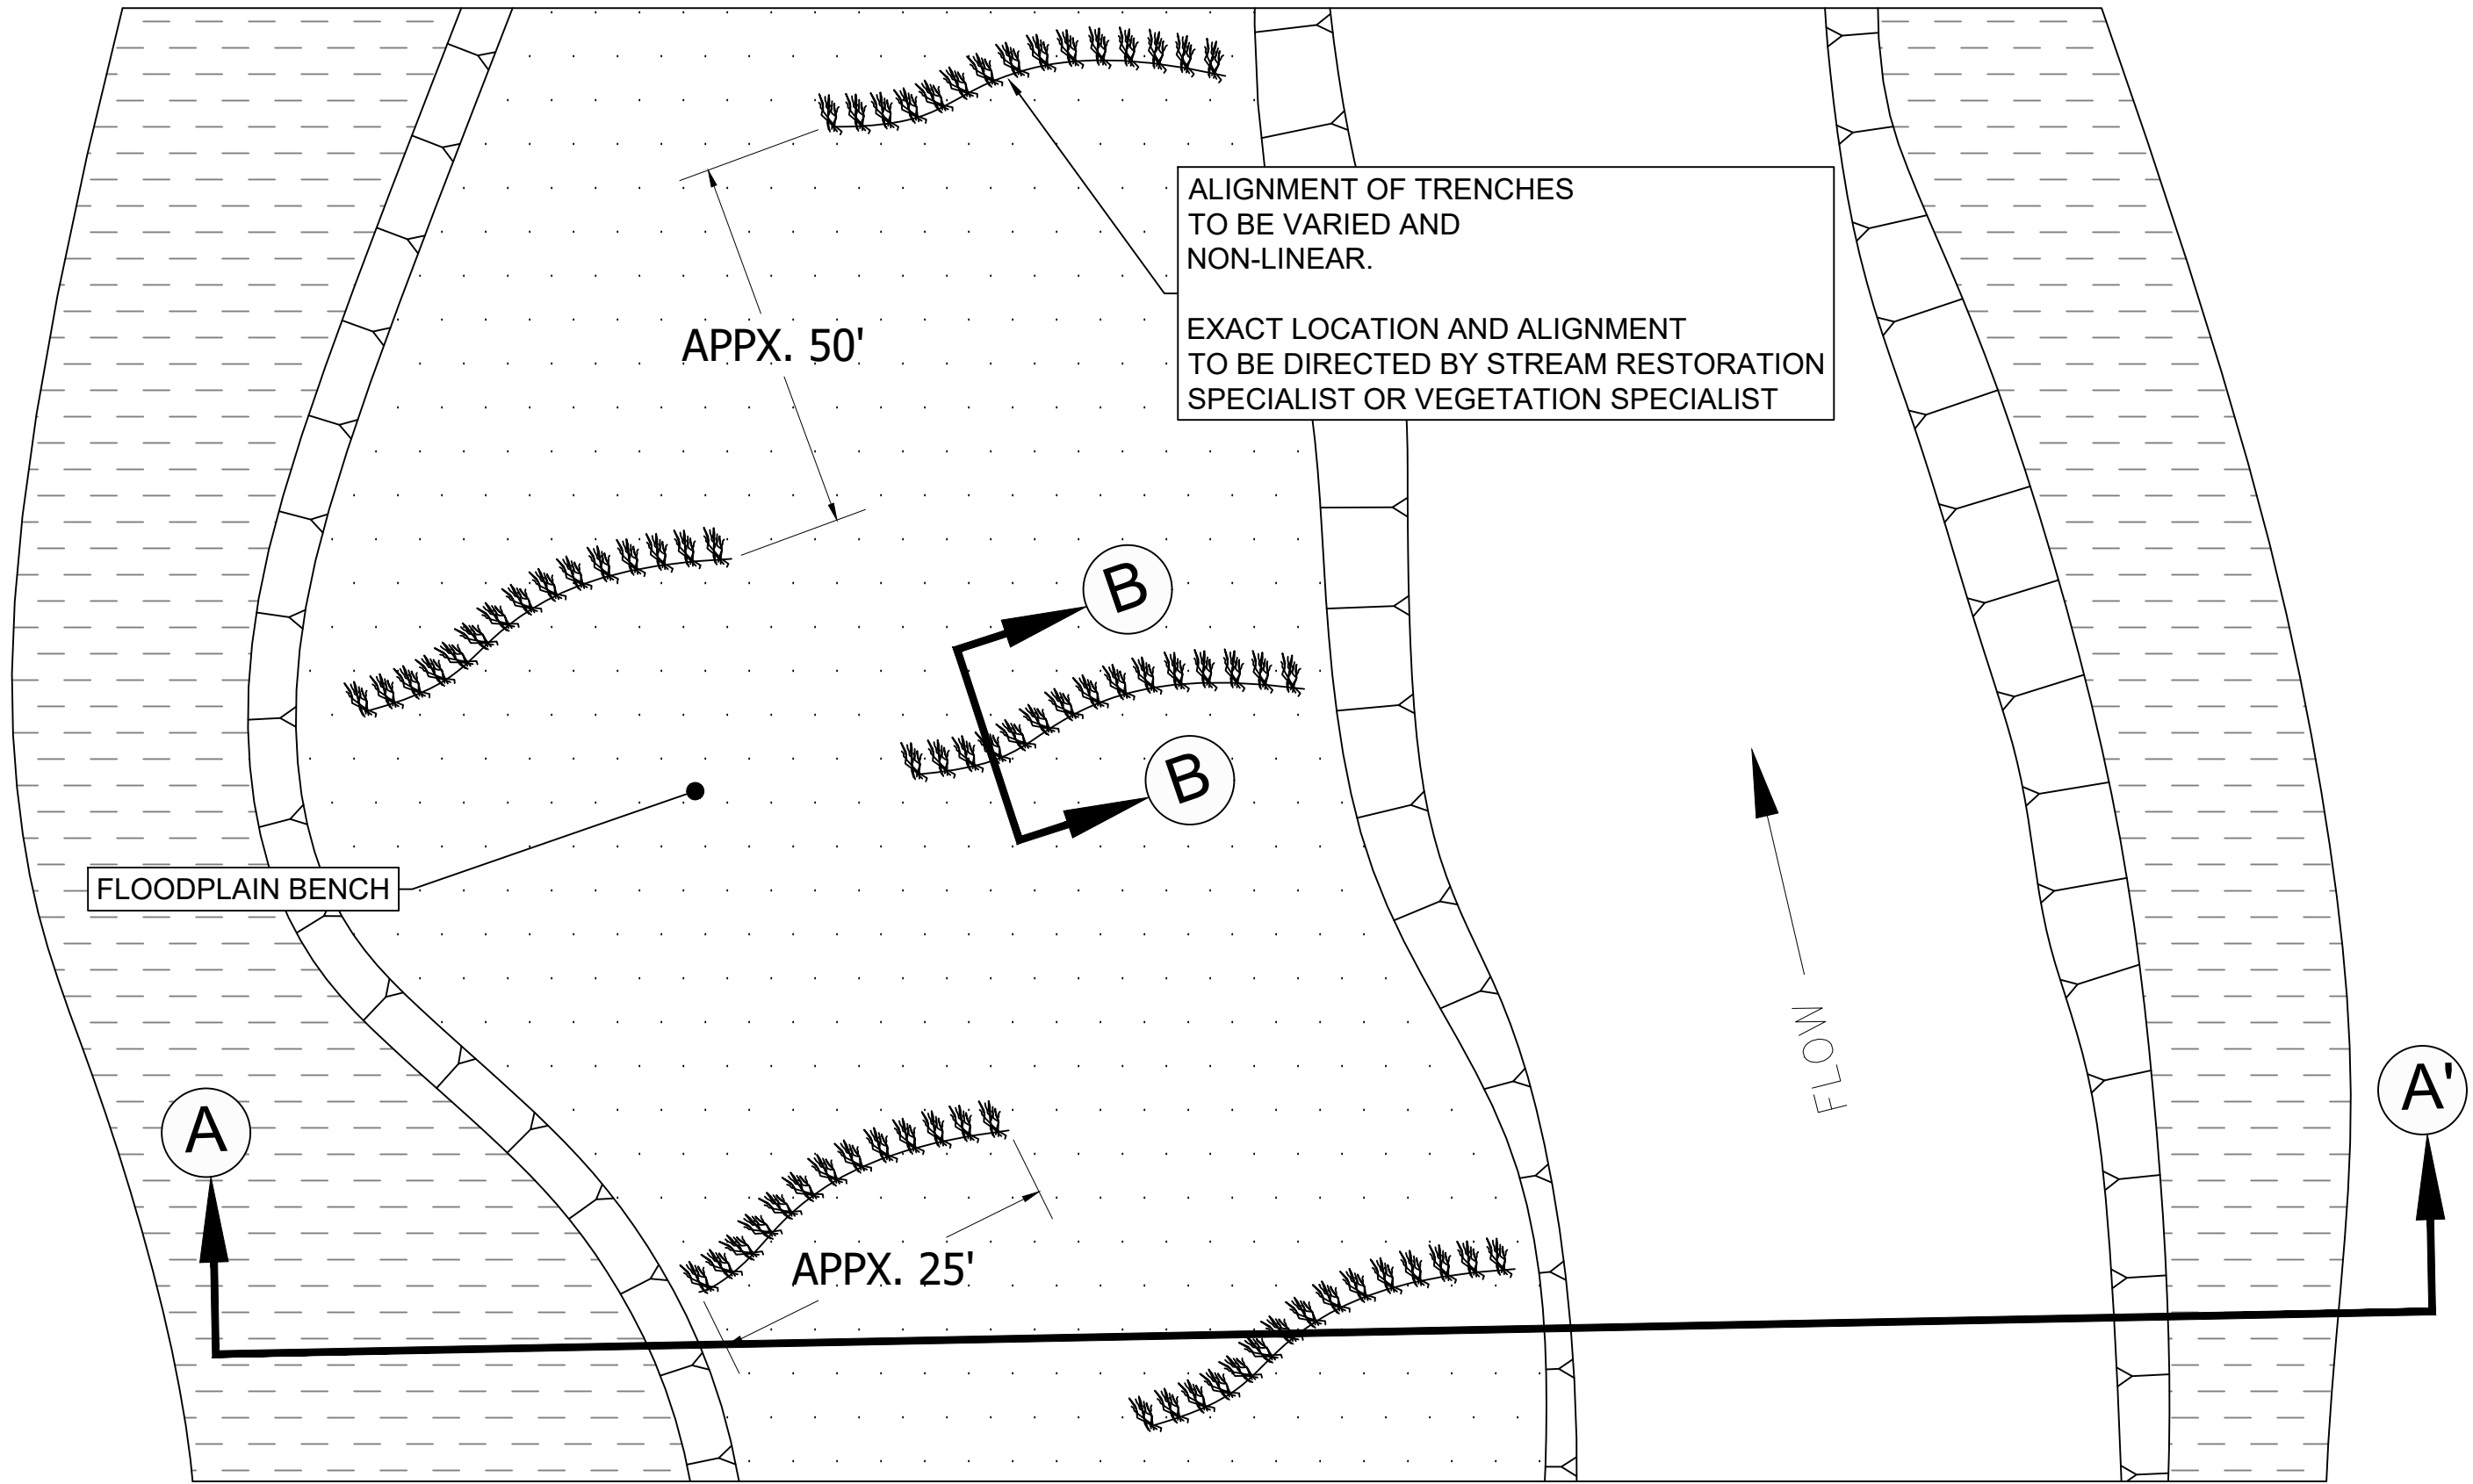 ALIGNMENT OF TRENCHES
TO BE VARIED AND
NON-LINEAR.
EXACT LOCATION AND ALIGNMENT
TO BE DIRECTED BY STREAM RESTORATION
SPECIALIST OR VEGETATION SPECIALIST
APPX. 50'
B
B
FLOODPLAIN BENCH
FLOW
A
A'
APPX. 25'